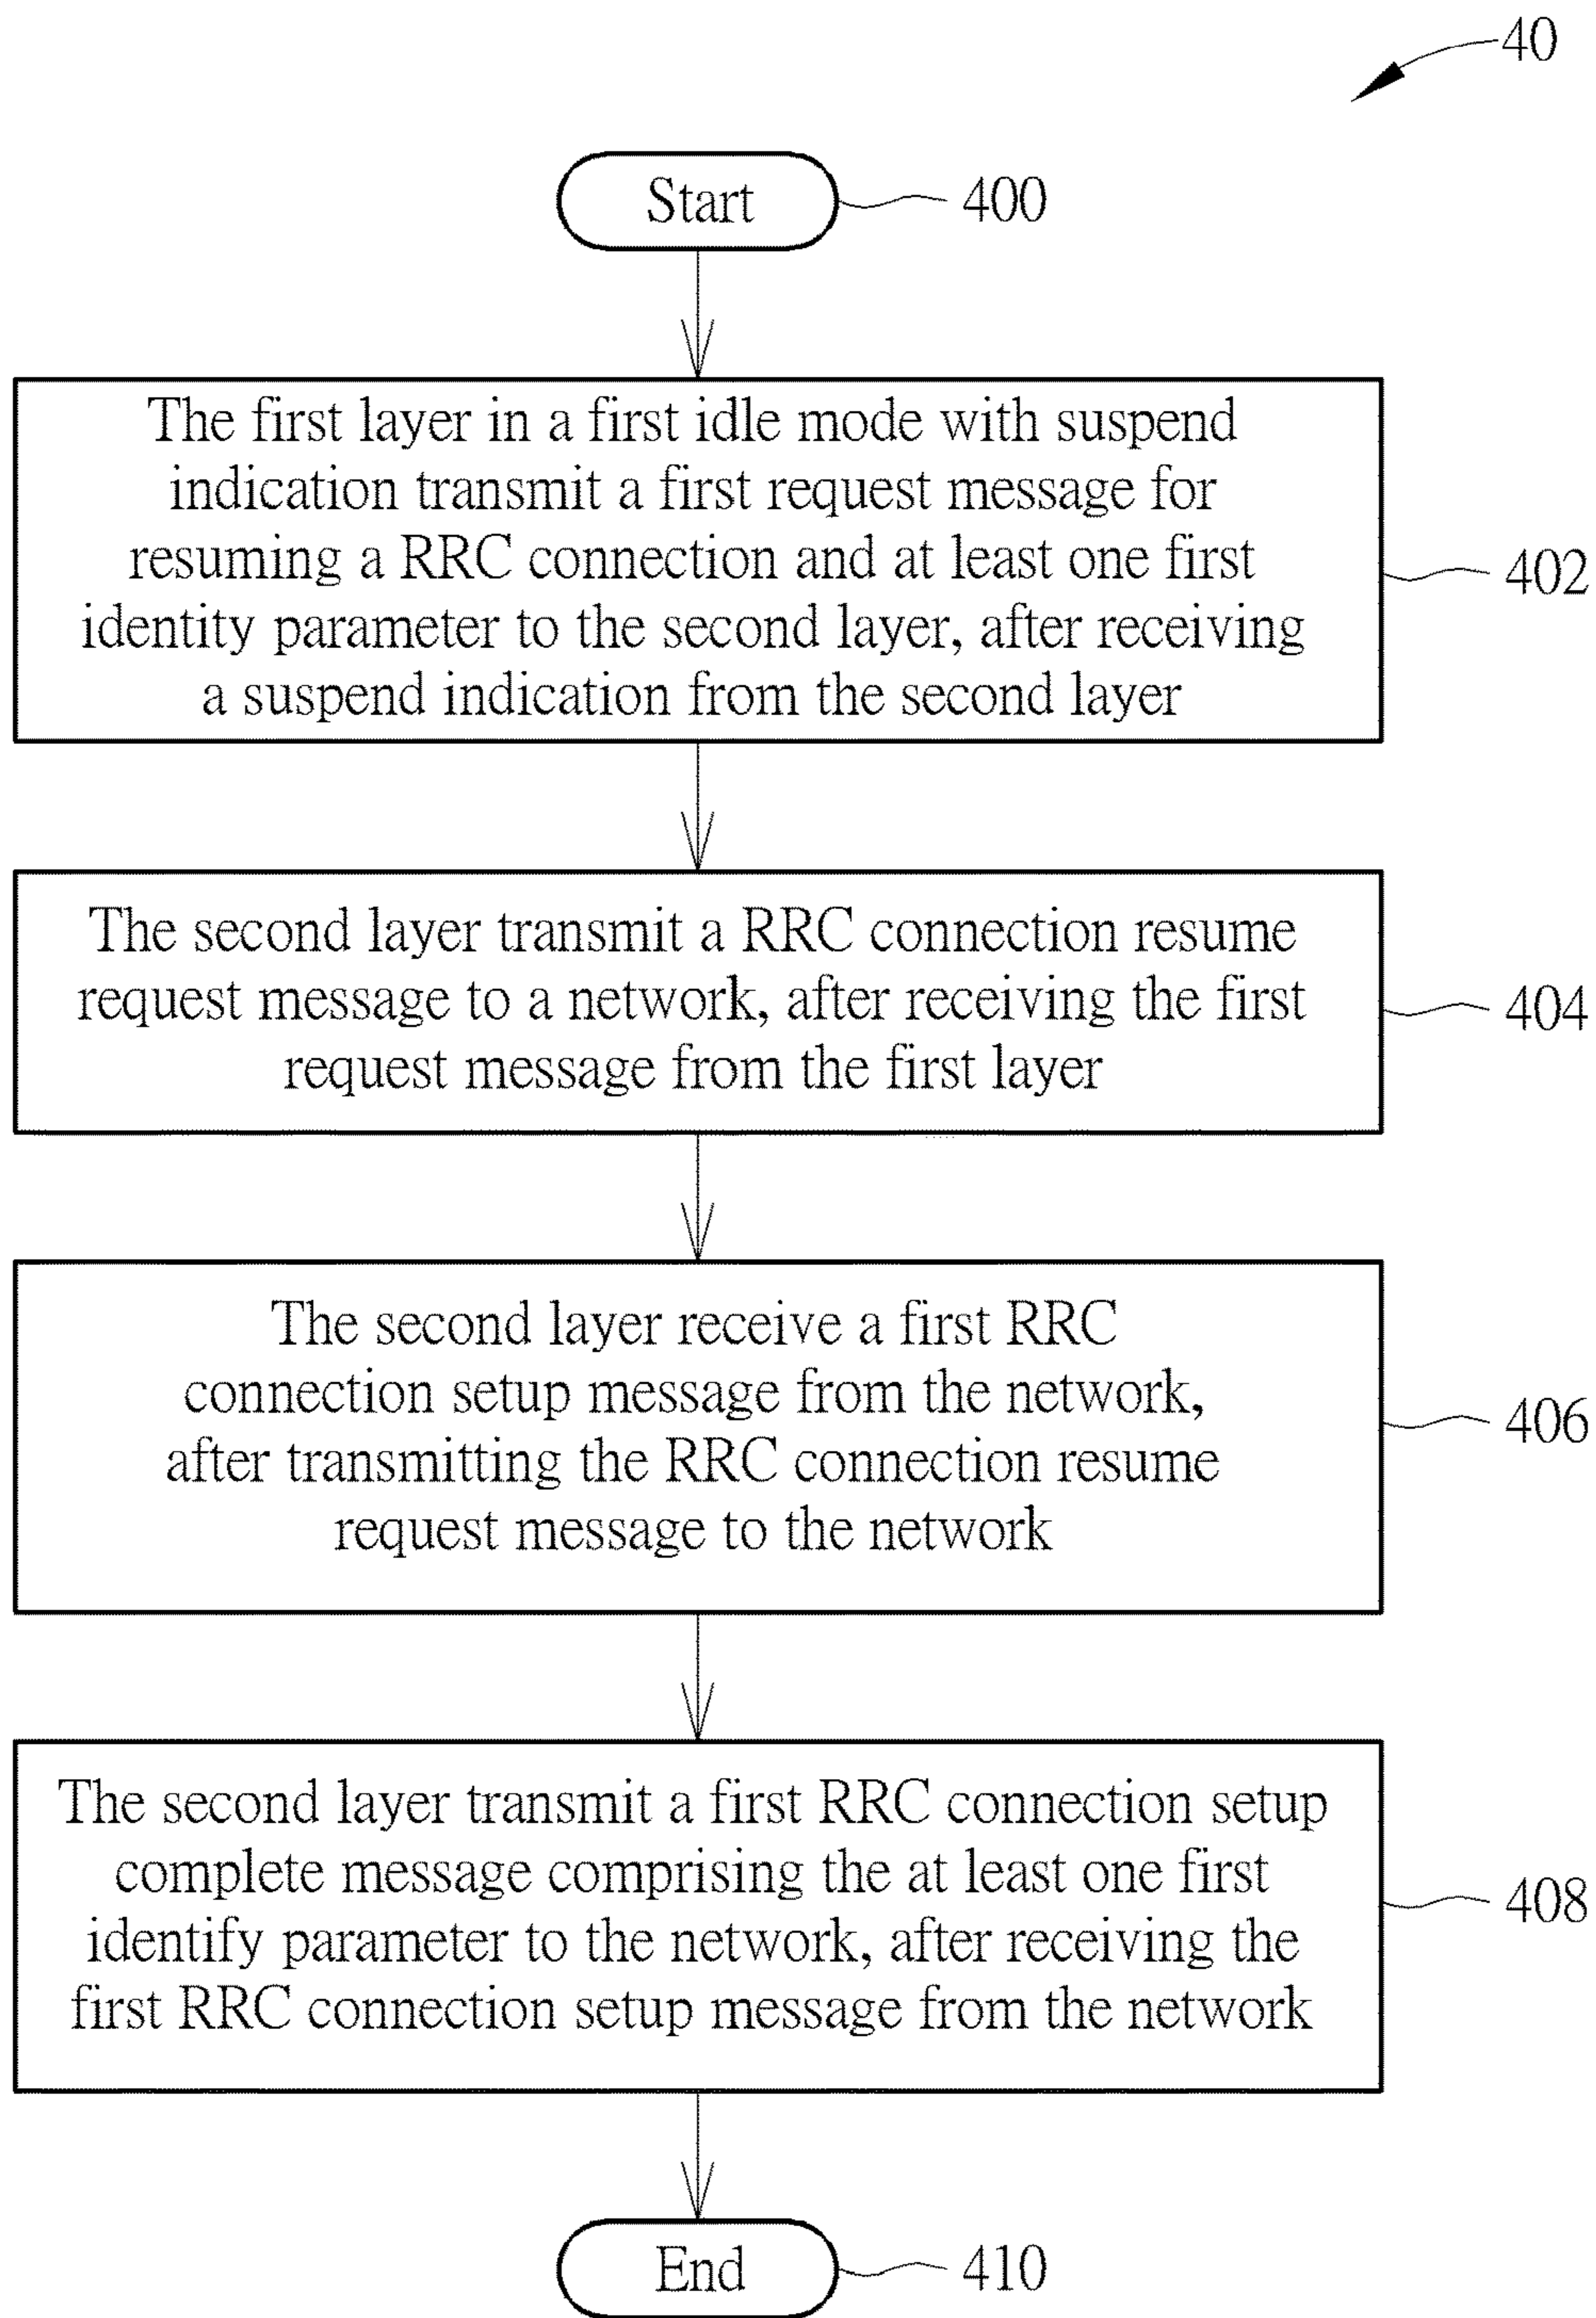 40
Start
400
The first layer in a first idle mode with suspend
indication transmit a first request message for
resuming a RRC connection and at least one first
identity parameter to the second layer, after receiving
a suspend indication from the second layer
402
The second layer transmit a RRC connection resume
request message to a network, after receiving the first
request message from the first layer
404
The second layer receive a first RRC
connection setup message from the network,
after transmitting the RRC connection resume
request message to the network
406
The second layer transmit a first RRC connection setup
complete message comprising the at least one first
identify parameter to the network, after receiving the
first RRC connection setup message from the network
408
End
410